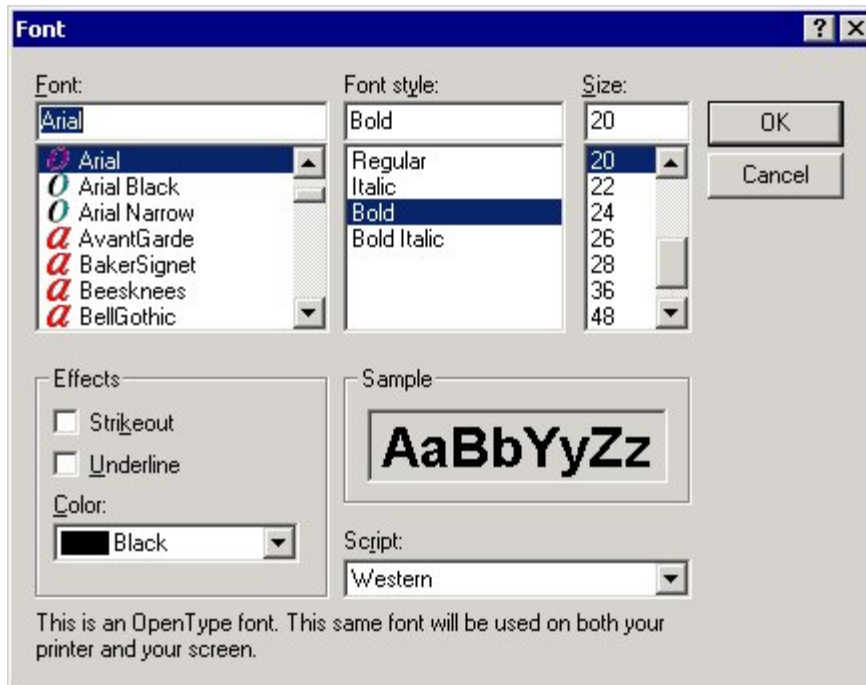 Font
Font:
Arial
Arial
Arial Black
Arial Narrow
AvantGarde
BakerSignet
Beesknees
BellGothic
Font style:
Bold
Regular
Italic
Bold
Bold Italic
Size:
20
20
22
24
26
28
36
48
OK
Cancel
Effects
Strikeout
Underline
Color:
Black
Sample
AaBbYyZz
Script:
Western
This is an OpenType font. This same font will be used on both your
printer and your screen.